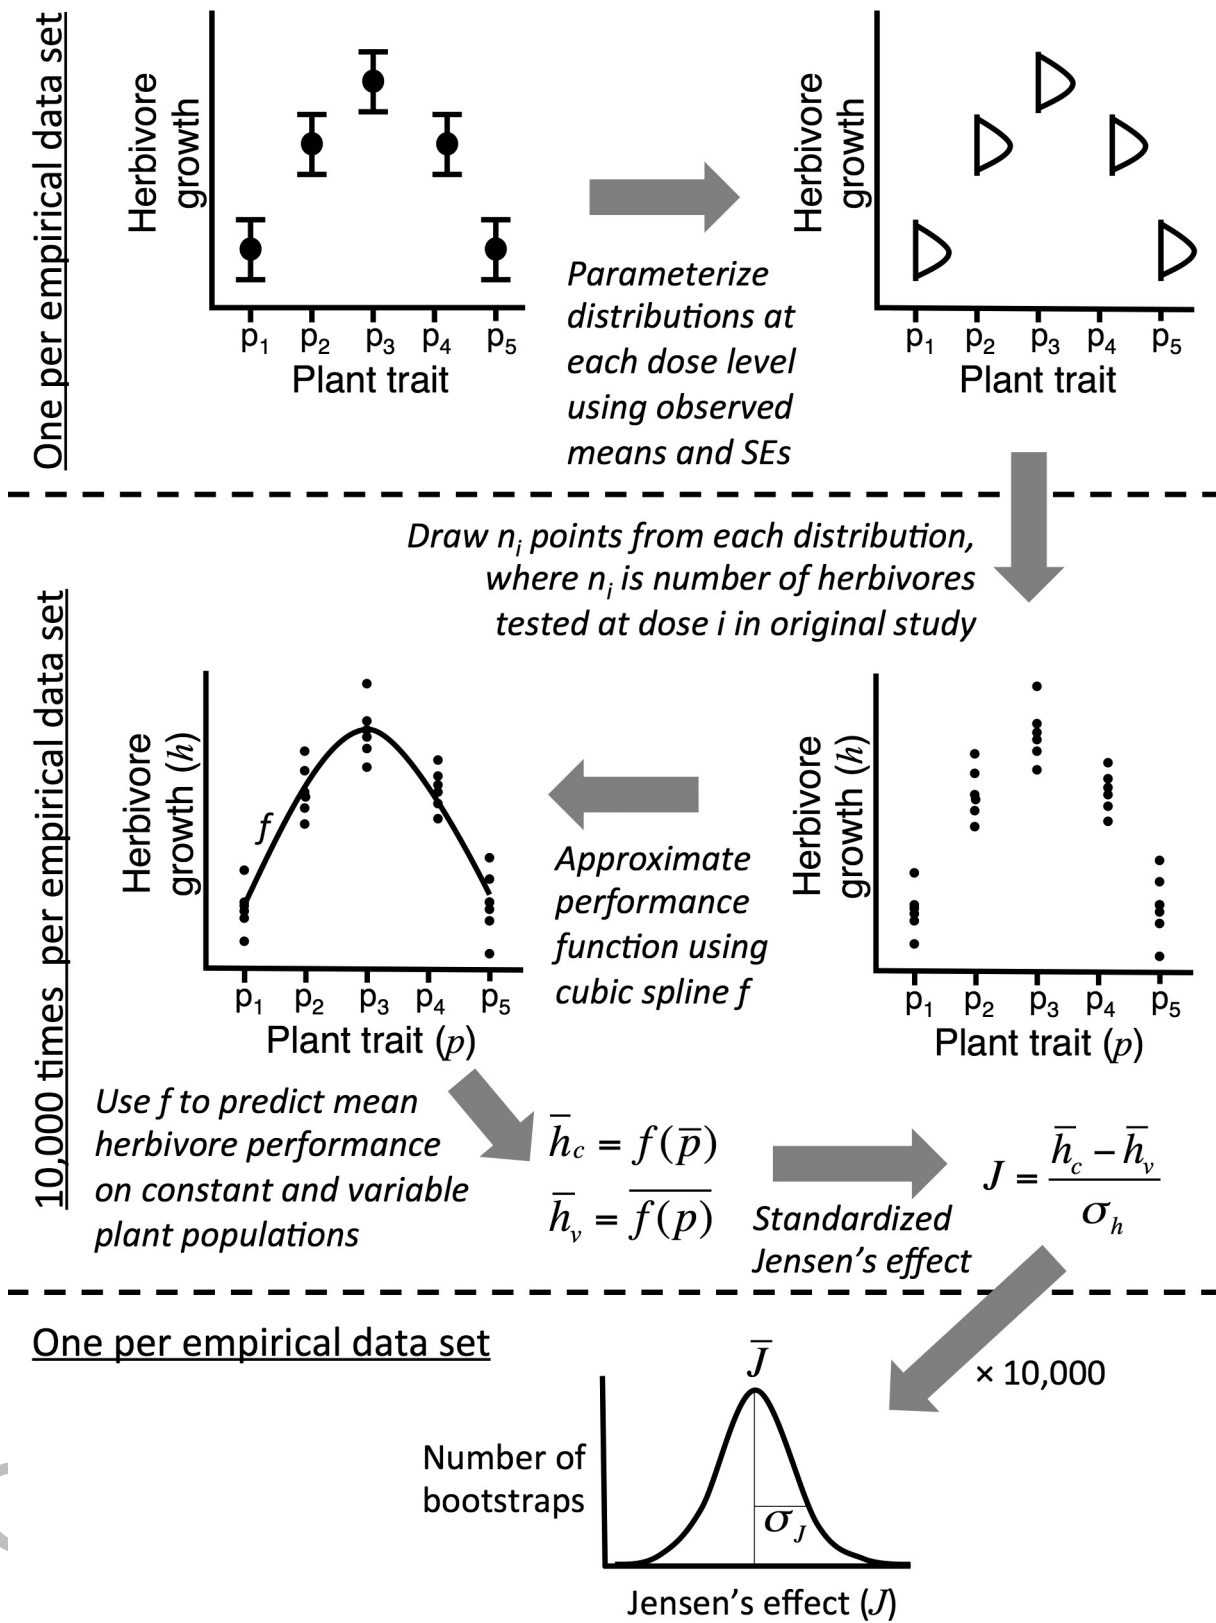 One per empirical data set
Herbivore
growth
p1 p2 p3 p4 p5
Plant trait
Parameterize
distributions at
each dose level
using observed
means and SEs
Herbivore
growth
p1 p2 p3 p4 p5
Plant trait
10,000 times per empirical data set
Draw ni points from each distribution,
where ni is number of herbivores
tested at dose i in original study
Herbivore
growth (h)
f
p1 p2 p3 p4 p5
Plant trait (p)
Approximate
performance
function using
cubic spline f
Herbivore
growth (h)
p1 p2 p3 p4 p5
Plant trait (p)
Use f to predict mean
herbivore performance
on constant and variable
plant populations
h̅c = f(p̅)
h̅v = f(p)̅
Standardized
Jensen's effect
J = (h̅c − h̅v) / σh
One per empirical data set
× 10,000
J̅
Number of
bootstraps
σJ
Jensen's effect (J)